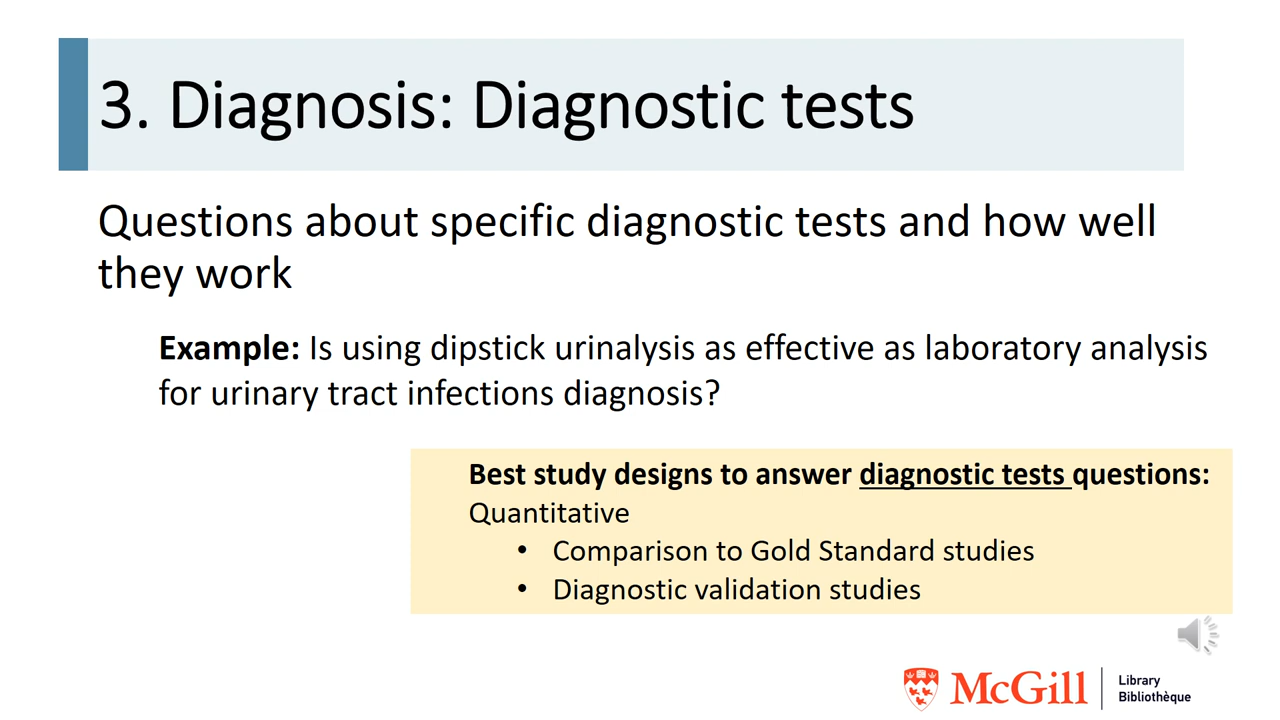 3. Diagnosis: Diagnostic tests
Questions about specific diagnostic tests and how well
they work
Example: Is using dipstick urinalysis as effective as laboratory analysis
for urinary tract infections diagnosis?
Best study designs to answer diagnostic tests questions:
Quantitative
• Comparison to Gold Standard studies
• Diagnostic validation studies
McGill
Library
Bibliothèque